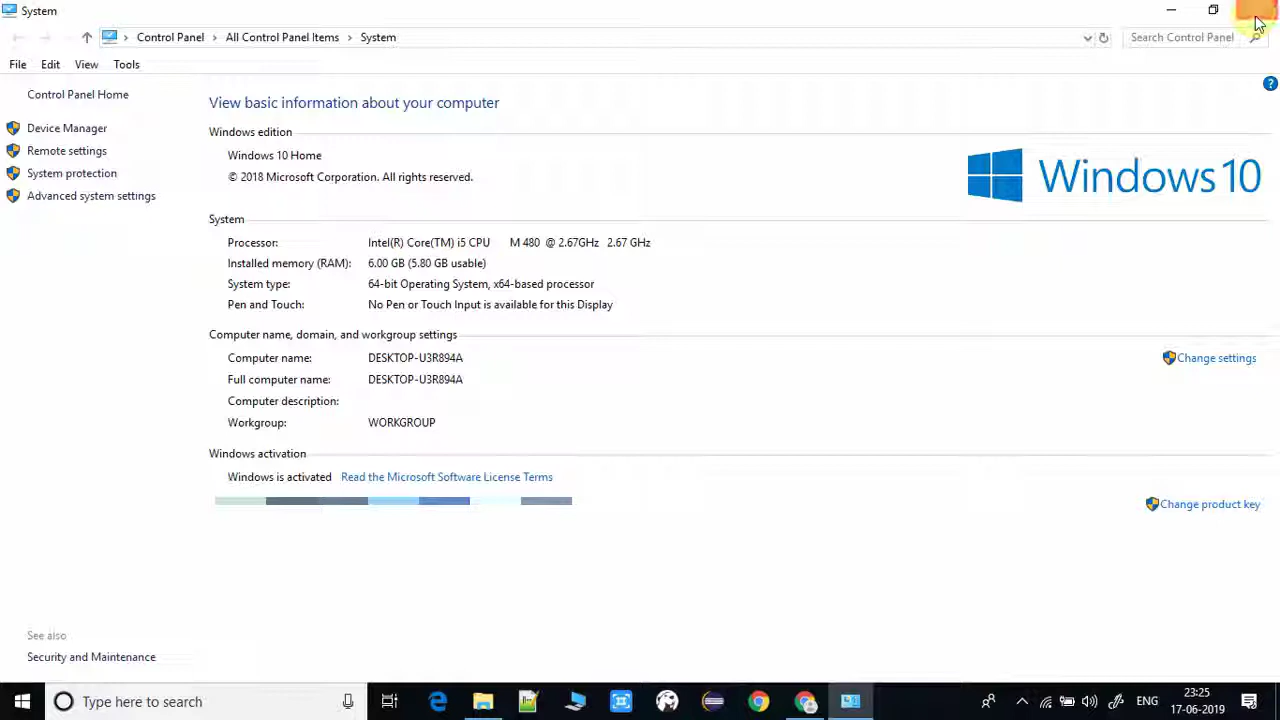 System
Control Panel > All Control Panel Items > System
Search Control Panel
File Edit View Tools
Control Panel Home
Device Manager
Remote settings
System protection
Advanced system settings
View basic information about your computer
Windows edition
Windows 10 Home
© 2018 Microsoft Corporation. All rights reserved.
Windows 10
System
Processor: Intel(R) Core(TM) i5 CPU M 480 @ 2.67GHz 2.67 GHz
Installed memory (RAM): 6.00 GB (5.80 GB usable)
System type: 64-bit Operating System, x64-based processor
Pen and Touch: No Pen or Touch Input is available for this Display
Computer name, domain, and workgroup settings
Computer name: DESKTOP-U3R894A
Change settings
Full computer name: DESKTOP-U3R894A
Computer description:
Workgroup: WORKGROUP
Windows activation
Windows is activated Read the Microsoft Software License Terms
Change product key
See also
Security and Maintenance
Type here to search
ENG
23:25
17-06-2019